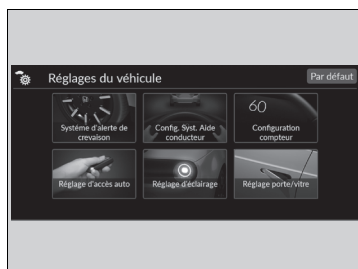 Réglages du véhicule
Par défaut
Système d'alerte de
crevaison
Config. Syst. Aide
conducteur
60
Configuration
compteur
Réglage d'accès auto
Réglage d'éclairage
Réglage porte/vitre